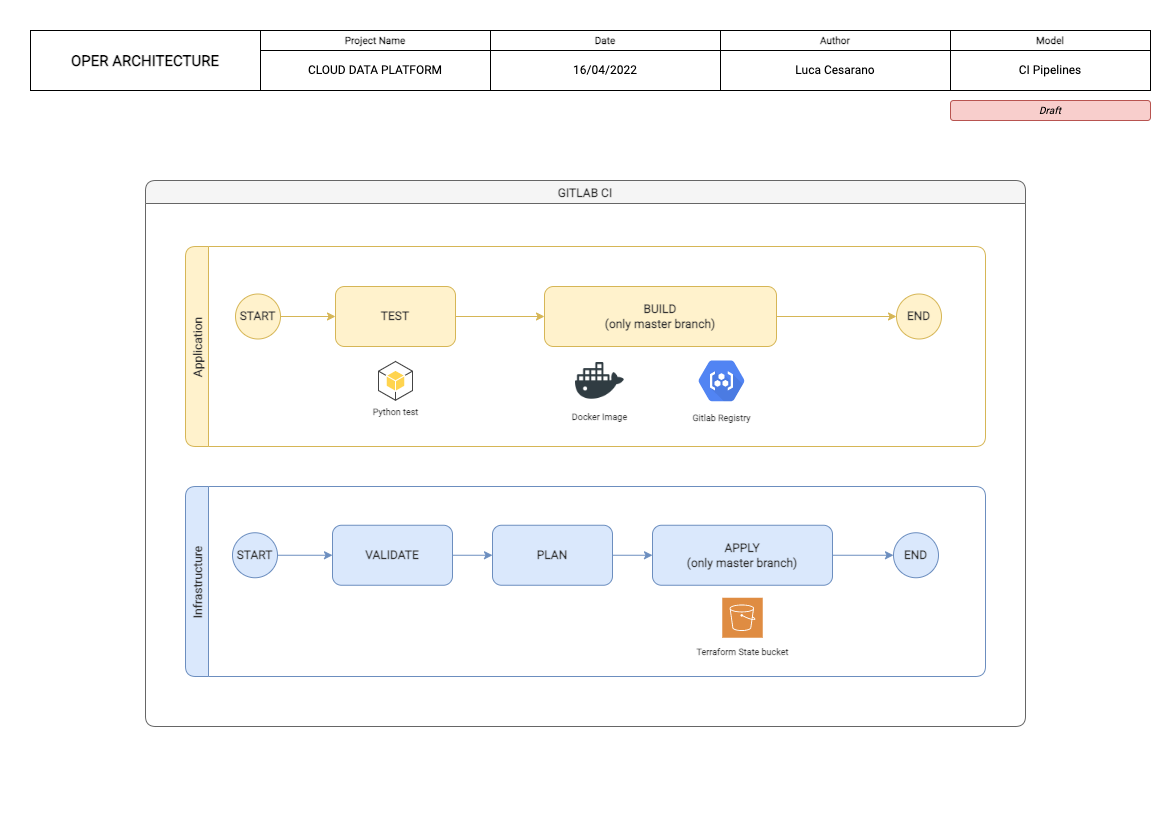 OPER ARCHITECTURE
Project Name
Date
Author
Model
CLOUD DATA PLATFORM
16/04/2022
Luca Cesarano
CI Pipelines
Draft
GITLAB CI
Application
START
TEST
BUILD
(only master branch)
END
Python test
Docker Image
Gitlab Registry
Infrastructure
START
VALIDATE
PLAN
APPLY
(only master branch)
END
Terraform State bucket